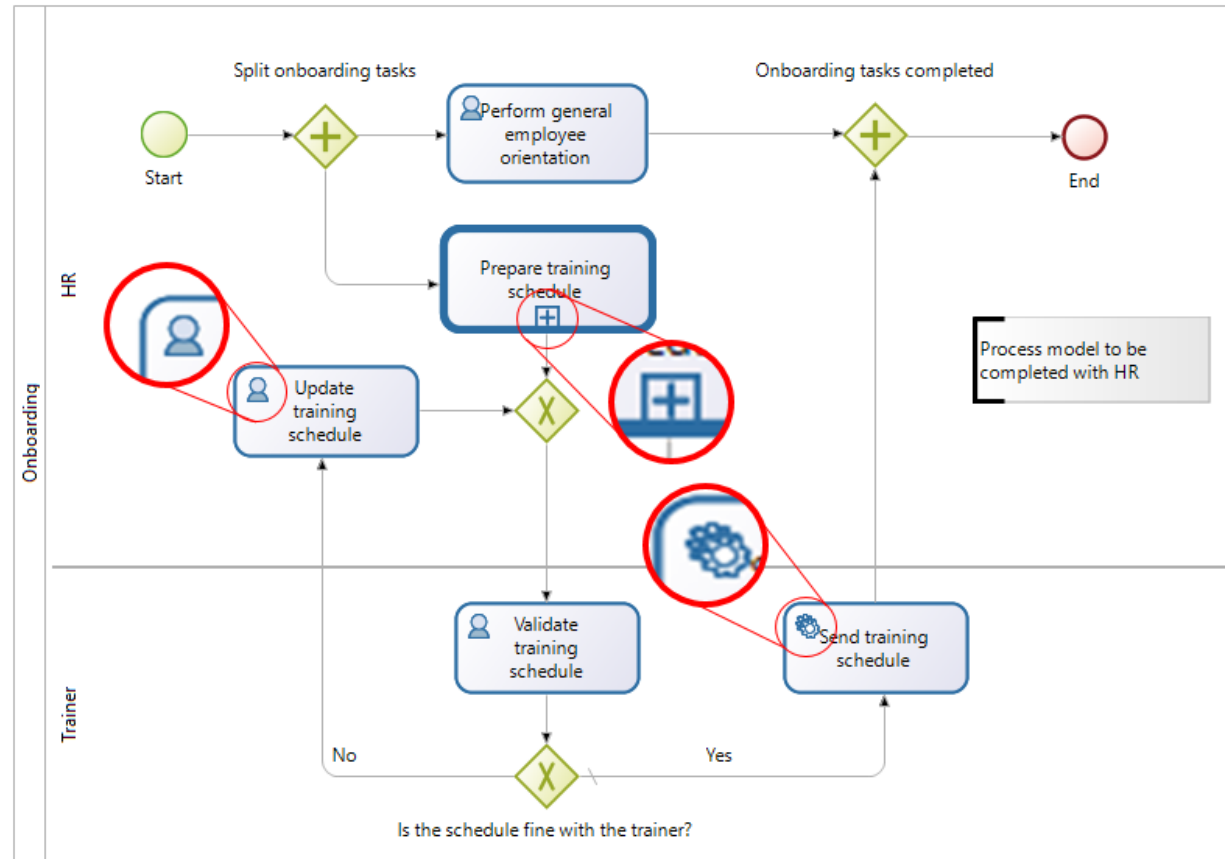 Split onboarding tasks
Onboarding tasks completed
Perform general
employee
orientation
Start
End
HR
Prepare training
schedule
Process model to be
completed with HR
Update
training
schedule
Onboarding
Validate
training
schedule
Send training
schedule
Trainer
No
Yes
Is the schedule fine with the trainer?